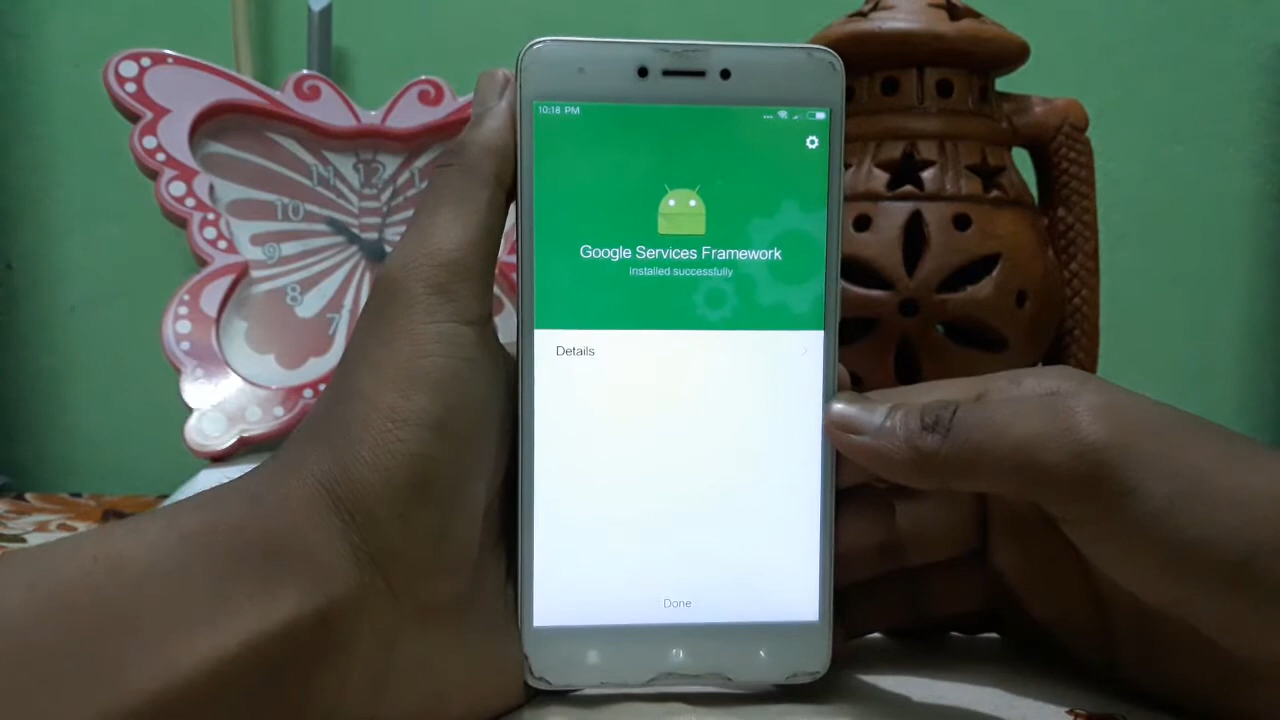 10:18 PM
Google Services Framework
Installed successfully
Details
Done
11 12 1
10
9
8
7